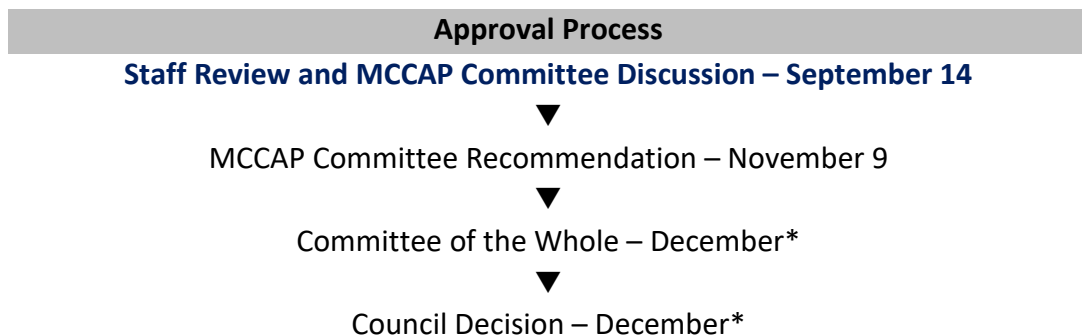 Approval Process
Staff Review and MCCAP Committee Discussion – September 14
▼
MCCAP Committee Recommendation – November 9
▼
Committee of the Whole – December*
▼
Council Decision – December*